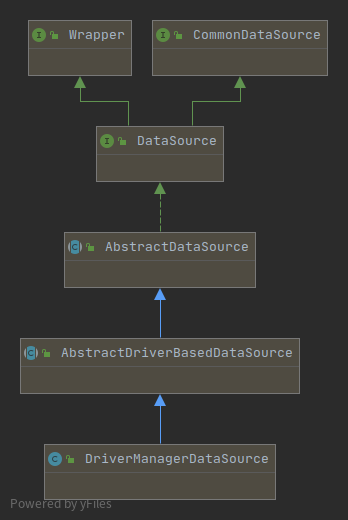 Wrapper
CommonDataSource
DataSource
AbstractDataSource
AbstractDriverBasedDataSource
DriverManagerDataSource
Powered by yFiles